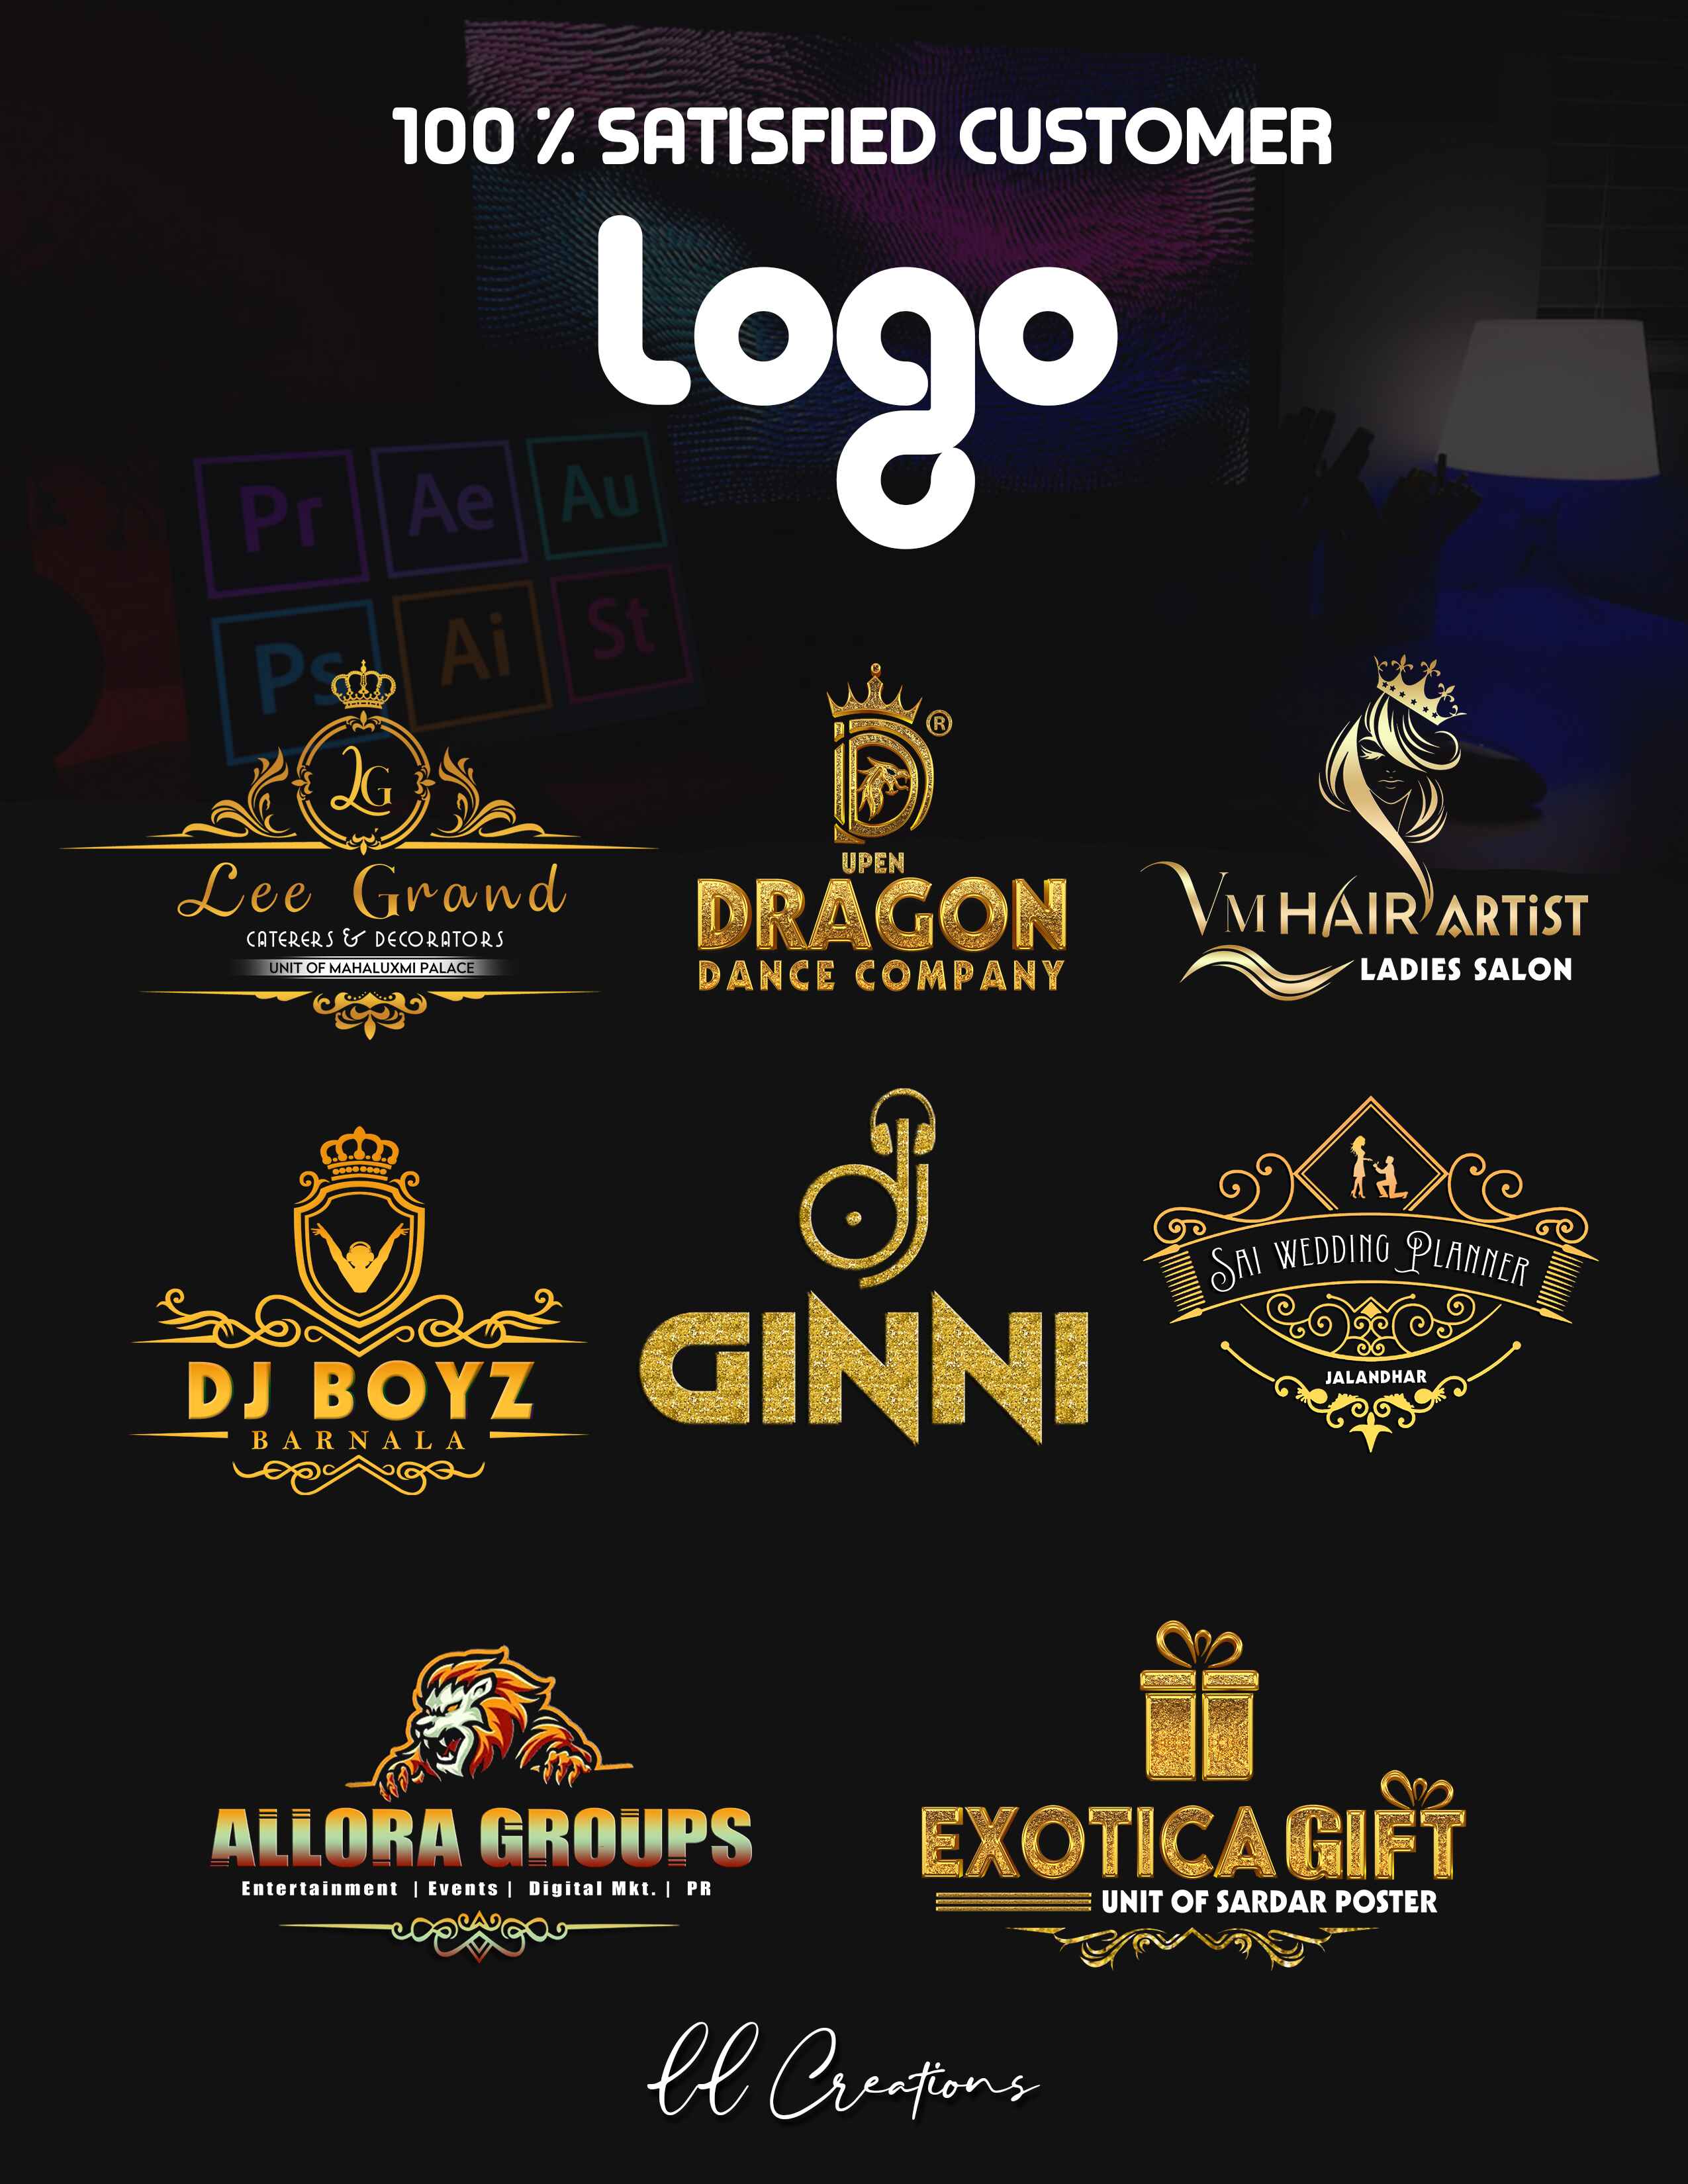 100 % SATISFIED CUSTOMER
Logo
Pr Ae Au
Ps Ai St
LG
Lee Grand
CATERERS & DECORATORS
UNIT OF MAHALUXMI PALACE
D ®
UPEN
DRAGON
DANCE COMPANY
VM HAIR ARTiST
LADIES SALON
DJ BOYZ
BARNALA
dj
GINNI
SAI WEDDING PLANNER
JALANDHAR
ALLORA GROUPS
Entertainment | Events | Digital Mkt. | PR
EXOTICA GIFT
UNIT OF SARDAR POSTER
ll Creations